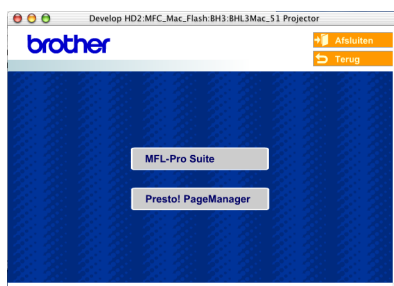 Develop HD2:MFC_Mac_Flash:BH3:BHL3Mac_51 Projector
brother
Afsluiten
Terug
MFL-Pro Suite
Presto! PageManager